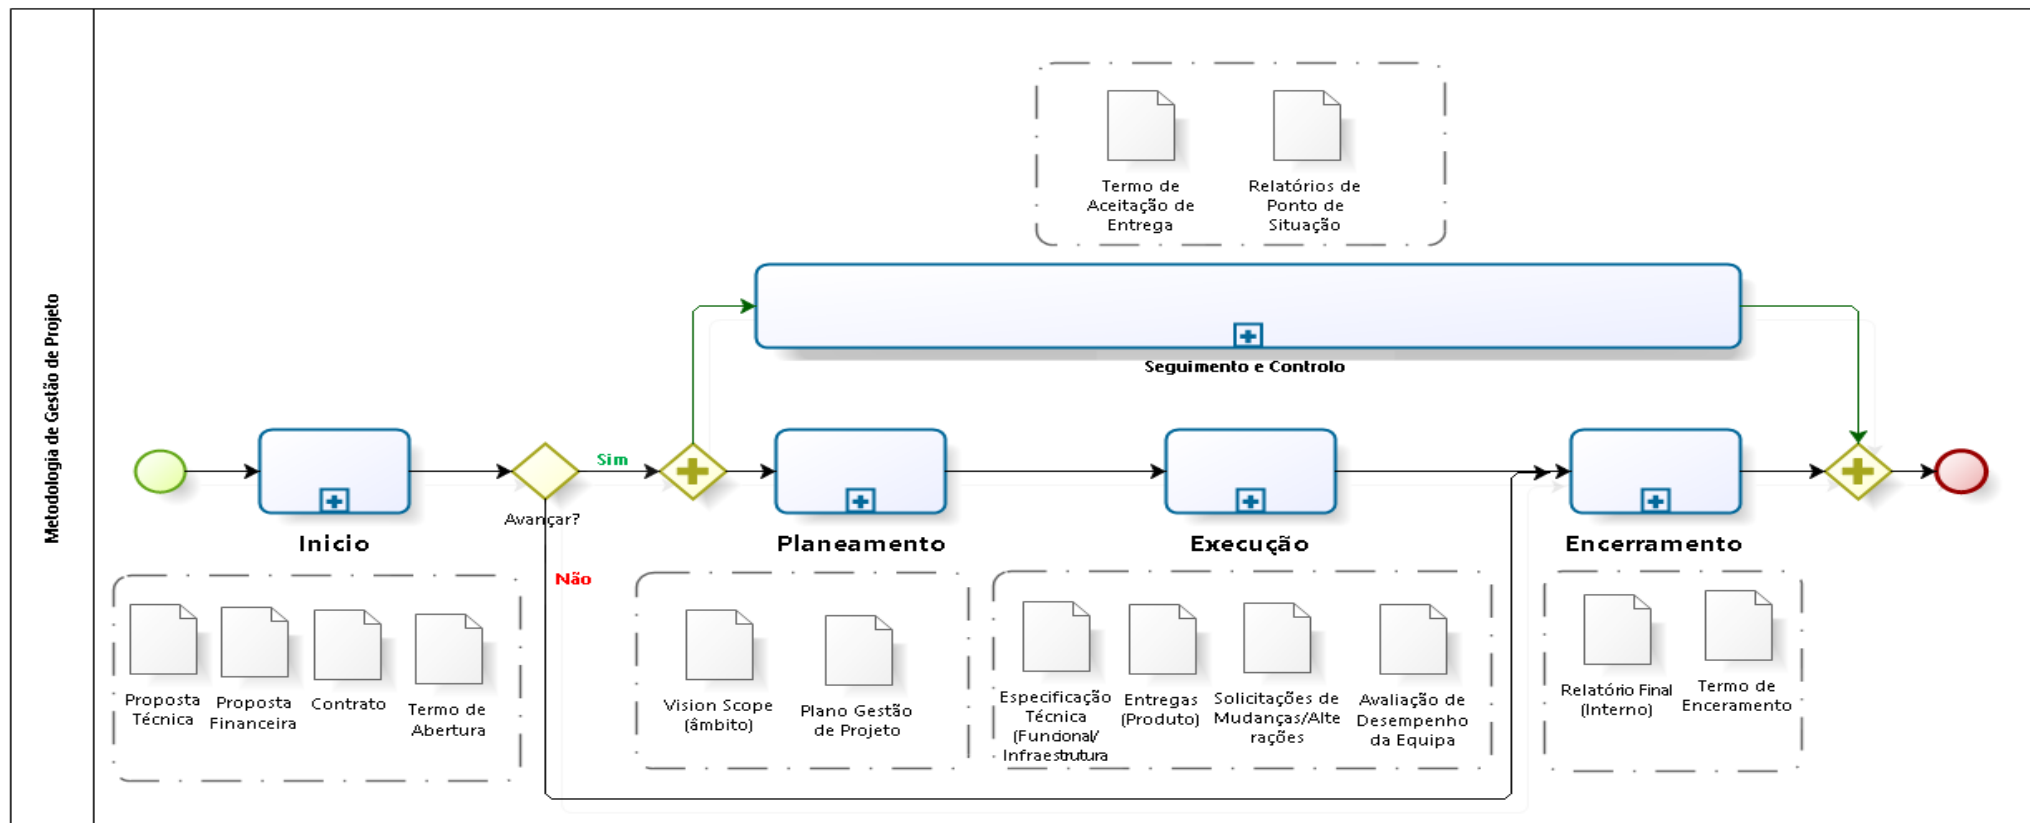 Metodologia de Gestão de Projeto
Termo de
Aceitação de
Entrega
Relatórios de
Ponto de
Situação
Seguimento e Controlo
Sim
Avançar?
Não
Inicio
Planeamento
Execução
Encerramento
Proposta
Técnica
Proposta
Financeira
Contrato
Termo de
Abertura
Vision Scope
(âmbito)
Plano Gestão
de Projeto
Especificação
Técnica
(Funcional/
Infraestrutura
Entregas
(Produto)
Solicitações de
Mudanças/Alte
rações
Avaliação de
Desempenho
da Equipa
Relatório Final
(Interno)
Termo de
Enceramento